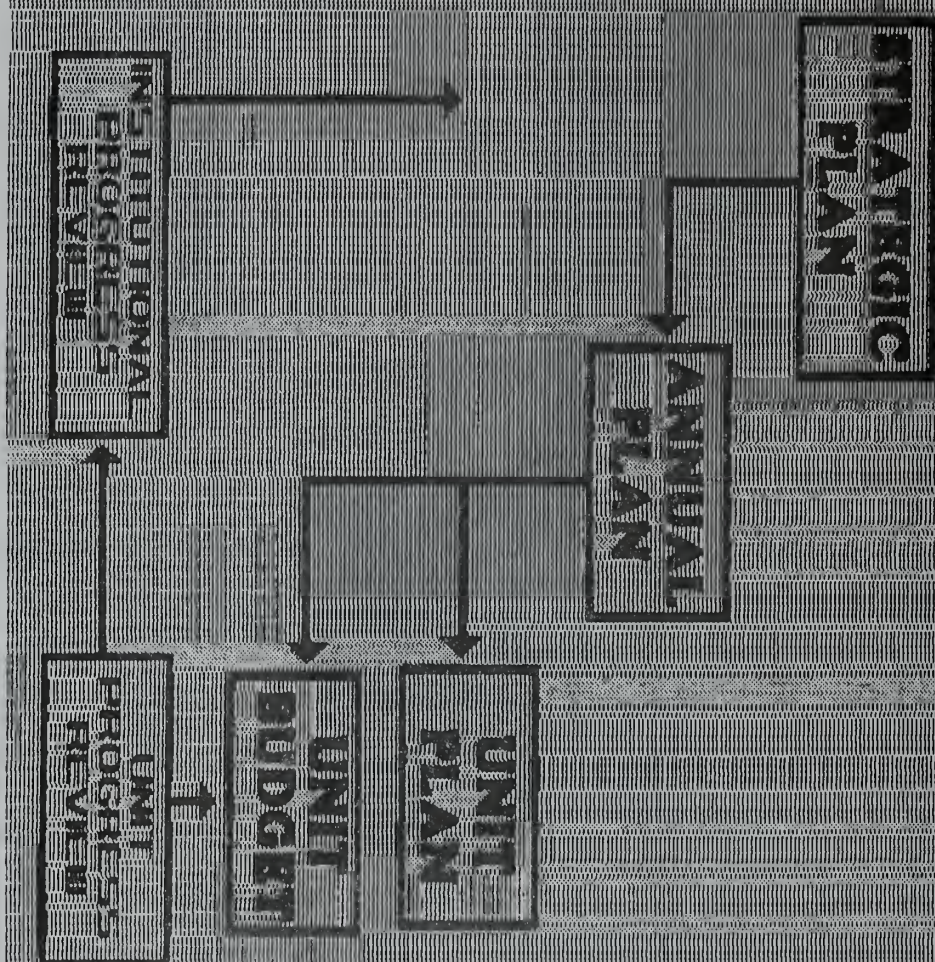 STRATEGIC
PLAN
ANNUAL
PLAN
UNIT
PLAN
UNIT
BUDGET
UNIT
PROGRESS
REVIEW
INSTITUTIONAL
PROGRESS
REVIEW